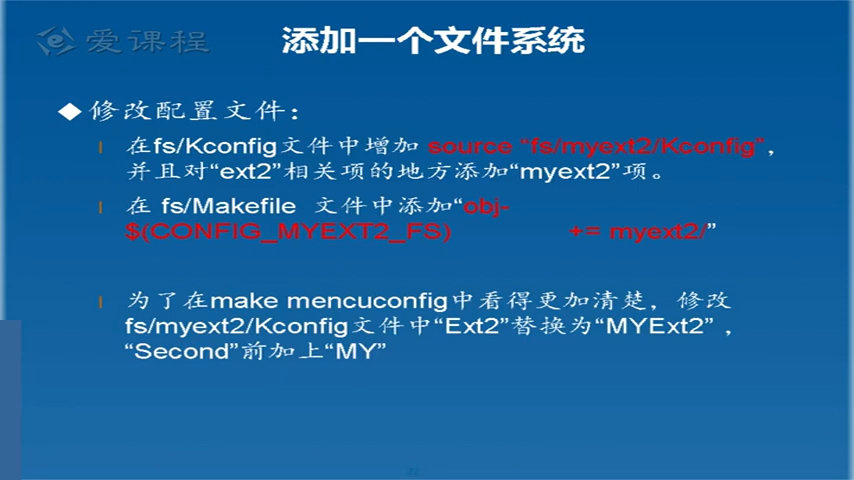 爱课程
添加一个文件系统
修改配置文件：
在fs/Kconfig文件中增加 source “fs/myext2/Kconfig”，
并且对“ext2”相关项的地方添加“myext2”项。
在 fs/Makefile 文件中添加“obj-
$(CONFIG_MYEXT2_FS) += myext2/”
为了在make mencuconfig中看得更加清楚，修改
fs/myext2/Kconfig文件中“Ext2”替换为“MYExt2”，
“Second”前加上“MY”